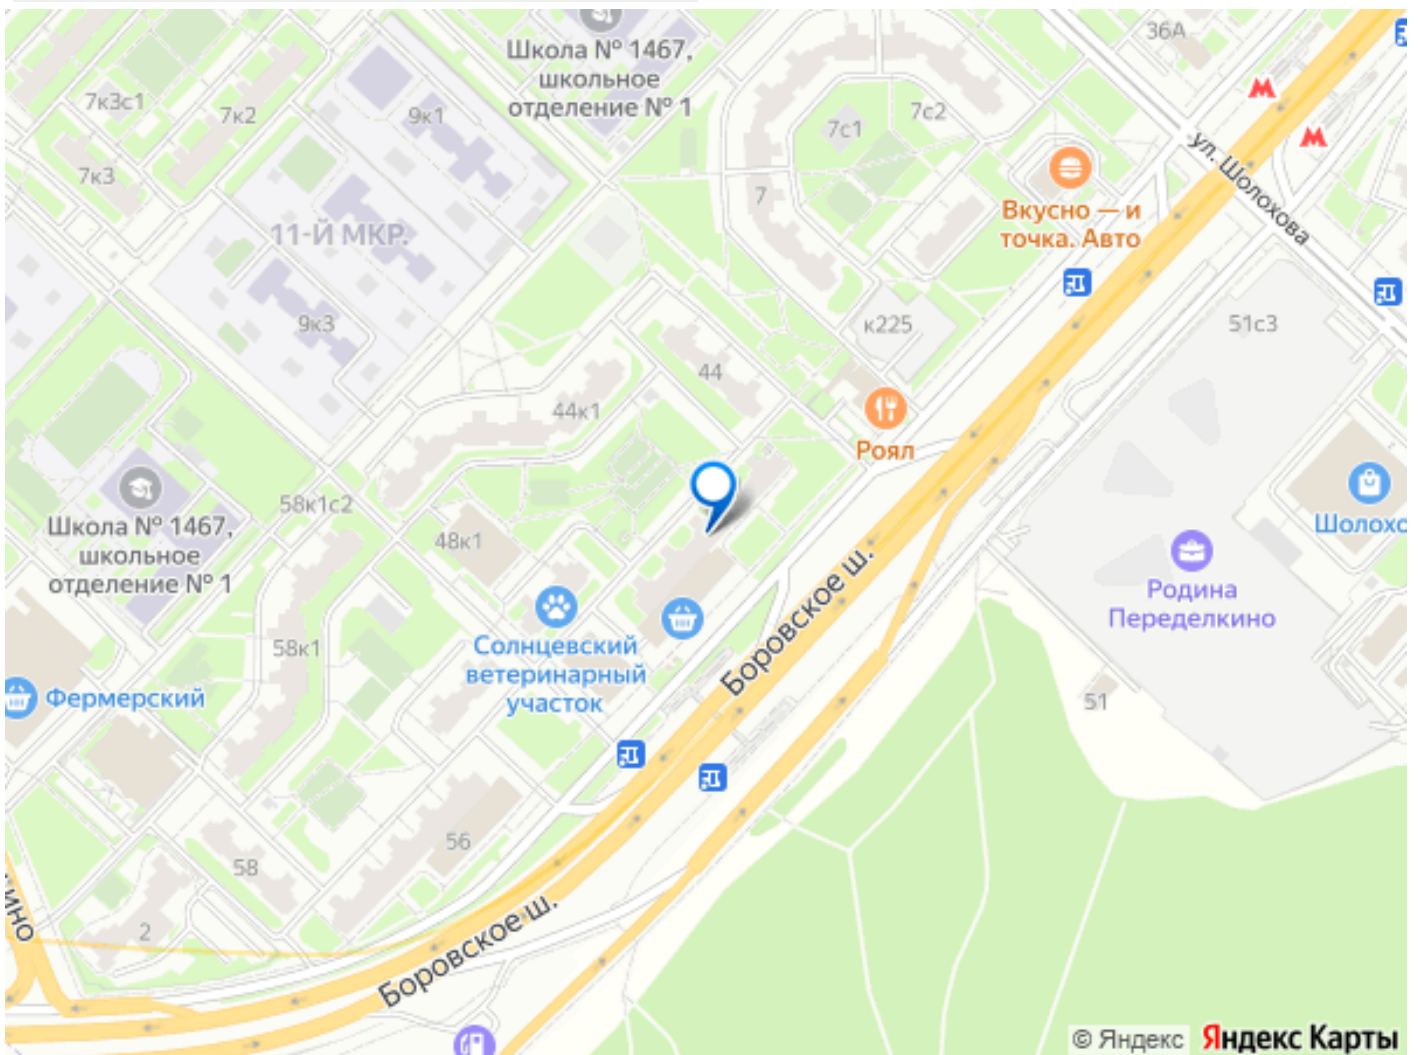 Школа № 1467,
школьное
отделение № 1
36А
7к3с1
7к2
9к1
7с1
7с2
7к3
7
ул. Шолохова
Вкусно — и
точка. Авто
11-Й МКР.
9к3
к225
51с3
44
44к1
Роял
58к1с2
48к1
Школа № 1467,
школьное
отделение № 1
Шолохо
Родина
Переделкино
Боровское ш.
Солнцевский
ветеринарный
участок
58к1
Фермерский
51
56
58
2
ино
Боровское ш.
© Яндекс Яндекс Карты